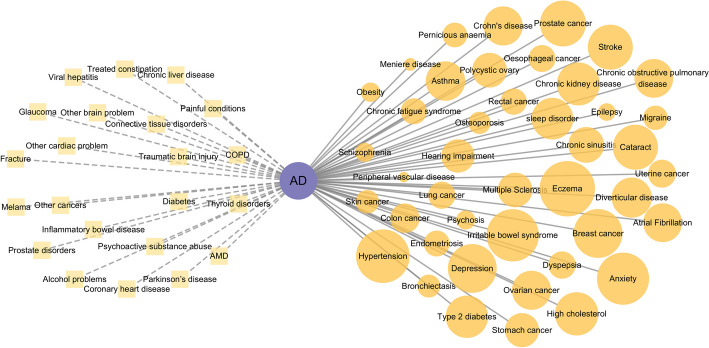 Pernicious anaemia
Crohn's disease
Prostate cancer
Stroke
Meniere disease
Oesophageal cancer
Asthma
Polycystic ovary
Chronic kidney disease
Chronic obstructive pulmonary
disease
Obesity
Rectal cancer
Chronic fatigue syndrome
Epilepsy
Migraine
Osteoporosis
sleep disorder
Schizophrenia
Hearing impairment
Chronic sinusitis
Cataract
Peripheral vascular disease
Uterine cancer
Skin cancer
Lung cancer
Multiple Sclerosis
Eczema
Diverticular disease
Colon cancer
Psychosis
Irritable bowel syndrome
Breast cancer
Atrial Fibrillation
Endometriosis
Hypertension
Depression
Dyspepsia
Anxiety
Bronchiectasis
Ovarian cancer
Type 2 diabetes
Stomach cancer
High cholesterol
AD
Treated constipation
Viral hepatitis
Chronic liver disease
Glaucoma
Other brain problem
Painful conditions
Connective tissue disorders
Other cardiac problem
Fracture
Traumatic brain injury
COPD
Melama
Other cancers
Diabetes
Thyroid disorders
Inflammatory bowel disease
Prostate disorders
Psychoactive substance abuse
AMD
Alcohol problems
Coronary heart disease
Parkinson's disease